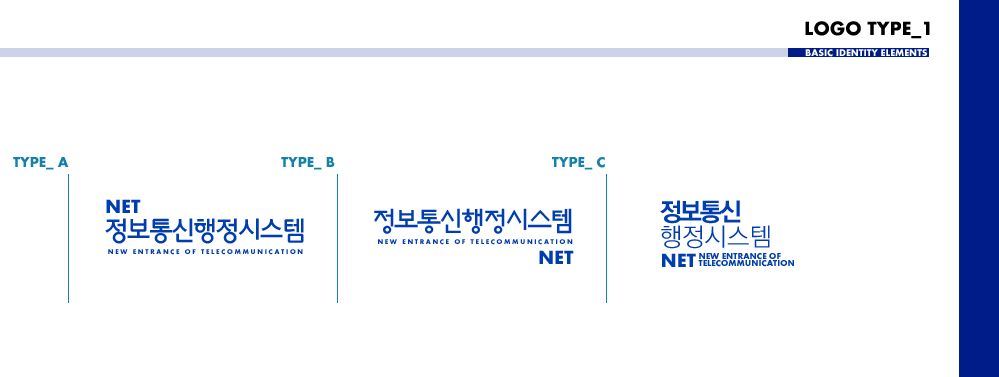 LOGO TYPE_1
BASIC IDENTITY ELEMENTS
TYPE_ A
NET
정보통신행정시스템
NEW ENTRANCE OF TELECOMMUNICATION
TYPE_ B
정보통신행정시스템
NEW ENTRANCE OF TELECOMMUNICATION
NET
TYPE_ C
정보통신
행정시스템
NET NEW ENTRANCE OF
TELECOMMUNICATION